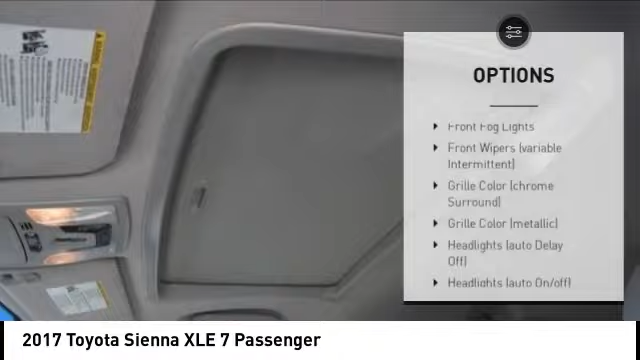 OPTIONS
Front Fog Lights
Front Wipers (variable
Intermittent)
Grille Color (chrome
Surround)
Grille Color (metallic)
Headlights (auto Delay
Off)
Headlights (auto On/off)
2017 Toyota Sienna XLE 7 Passenger